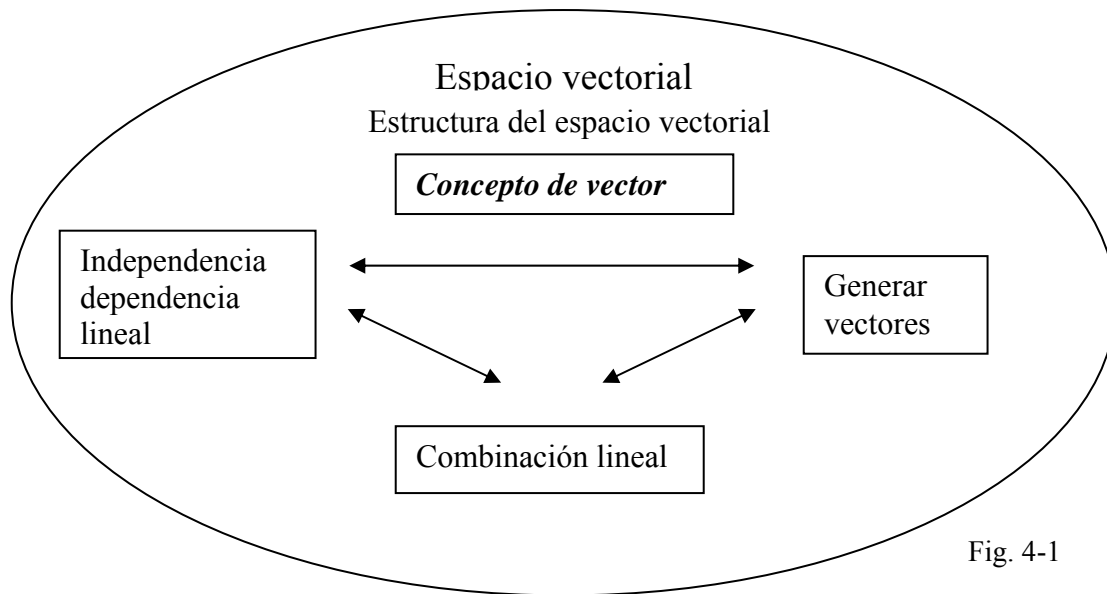 Espacio vectorial
Estructura del espacio vectorial
Concepto de vector
Independencia
dependencia
lineal
Generar
vectores
Combinación lineal
Fig. 4-1